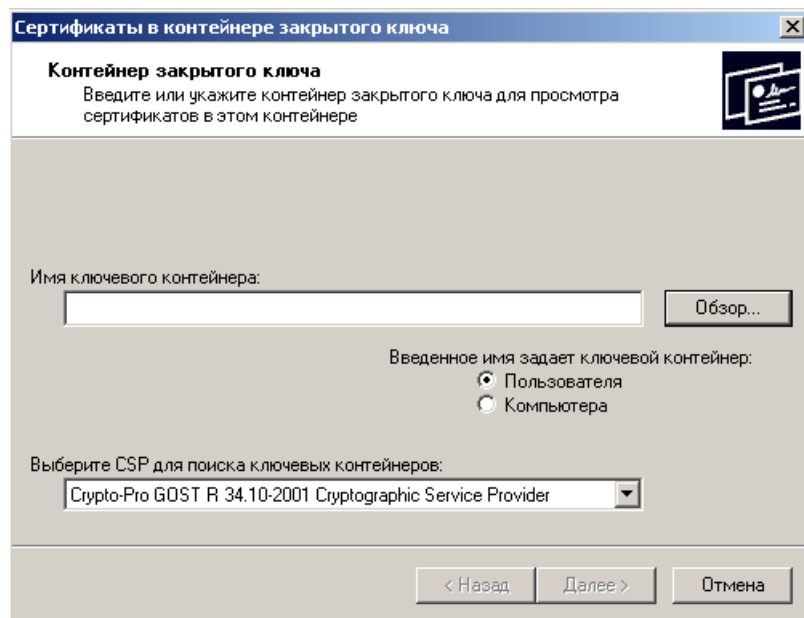 Сертификаты в контейнере закрытого ключа
Контейнер закрытого ключа
Введите или укажите контейнер закрытого ключа для просмотра
сертификатов в этом контейнере
Имя ключевого контейнера:
Обзор...
Введенное имя задает ключевой контейнер:
Пользователя
Компьютера
Выберите CSP для поиска ключевых контейнеров:
Crypto-Pro GOST R 34.10-2001 Cryptographic Service Provider
< Назад Далее > Отмена